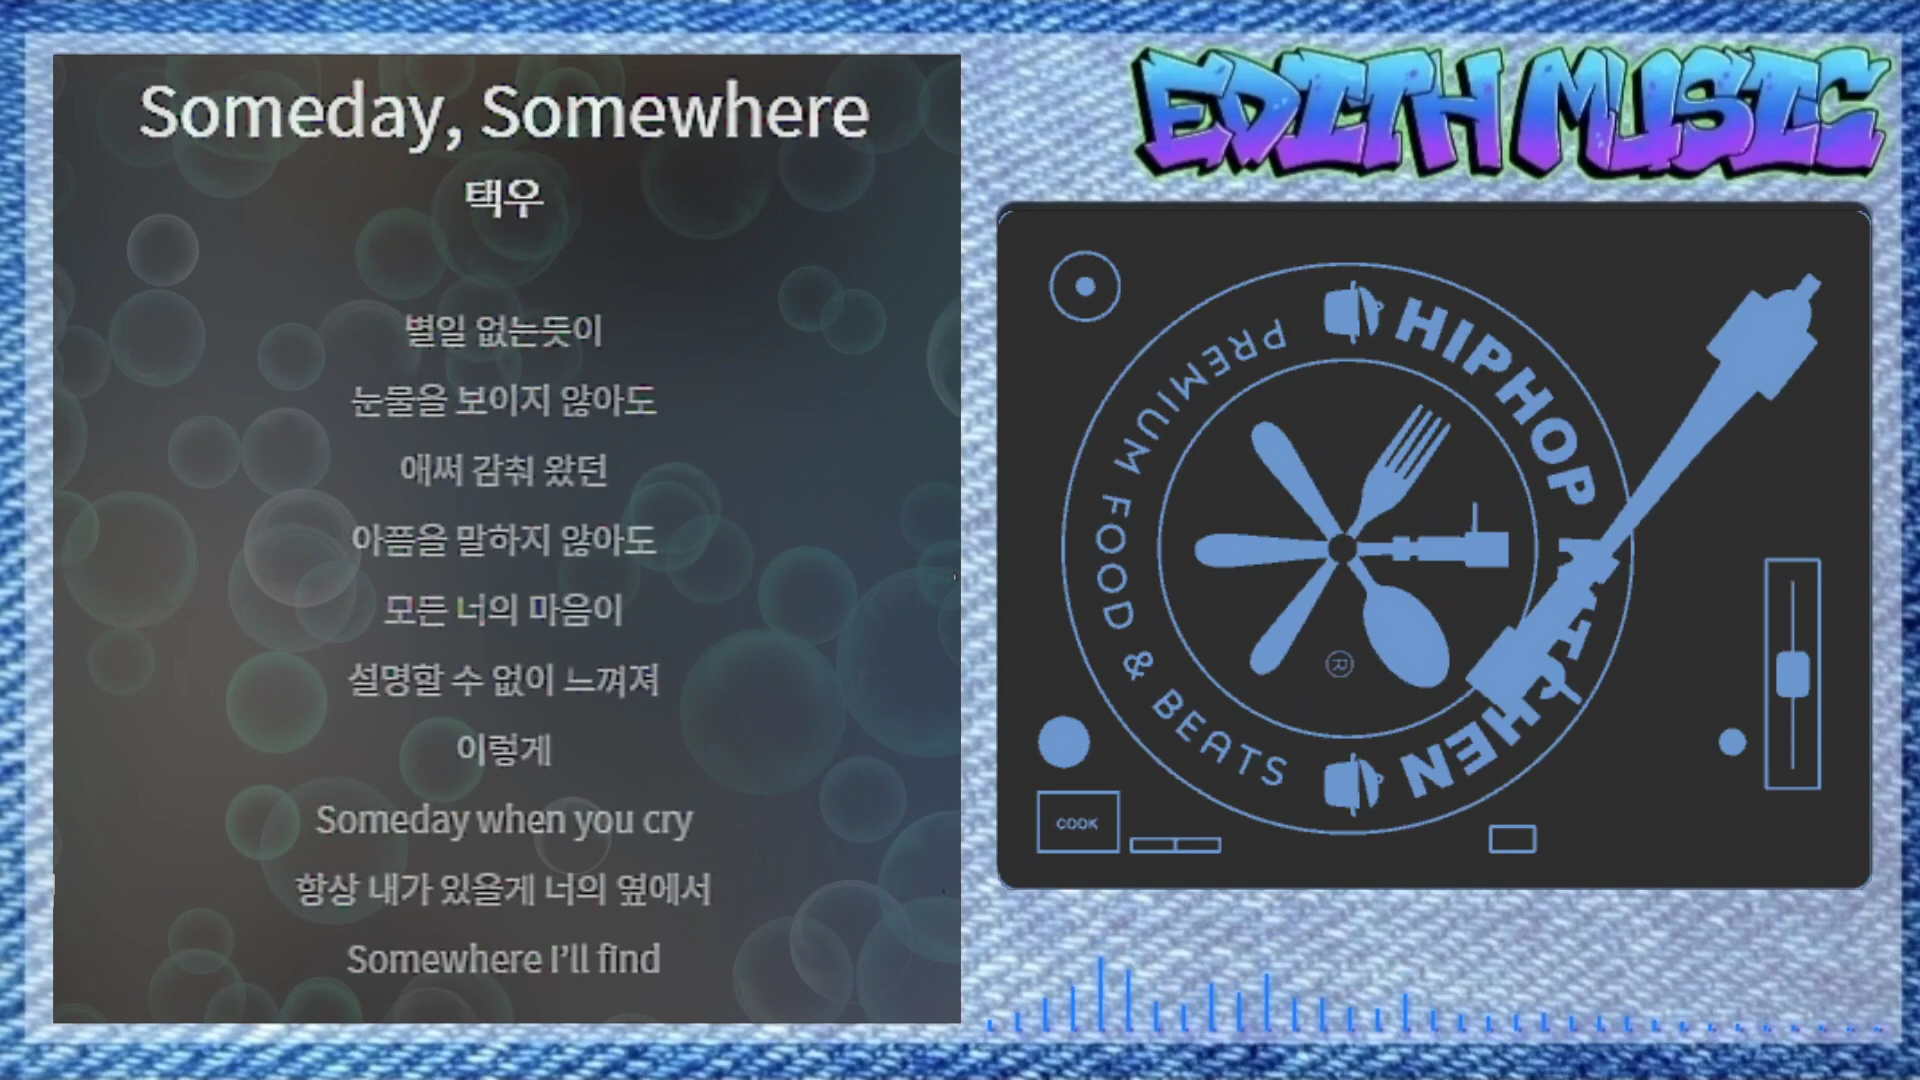 Someday, Somewhere
택우
별일 없는듯이
눈물을 보이지 않아도
애써 감춰 왔던
아픔을 말하지 않아도
모든 너의 마음이
설명할 수 없이 느껴져
이렇게
Someday when you cry
항상 내가 있을게 너의 옆에서
Somewhere I'll find
EDITH MUSIC
HIPHOP KITCHEN
PREMIUM FOOD & BEATS
®
COOK